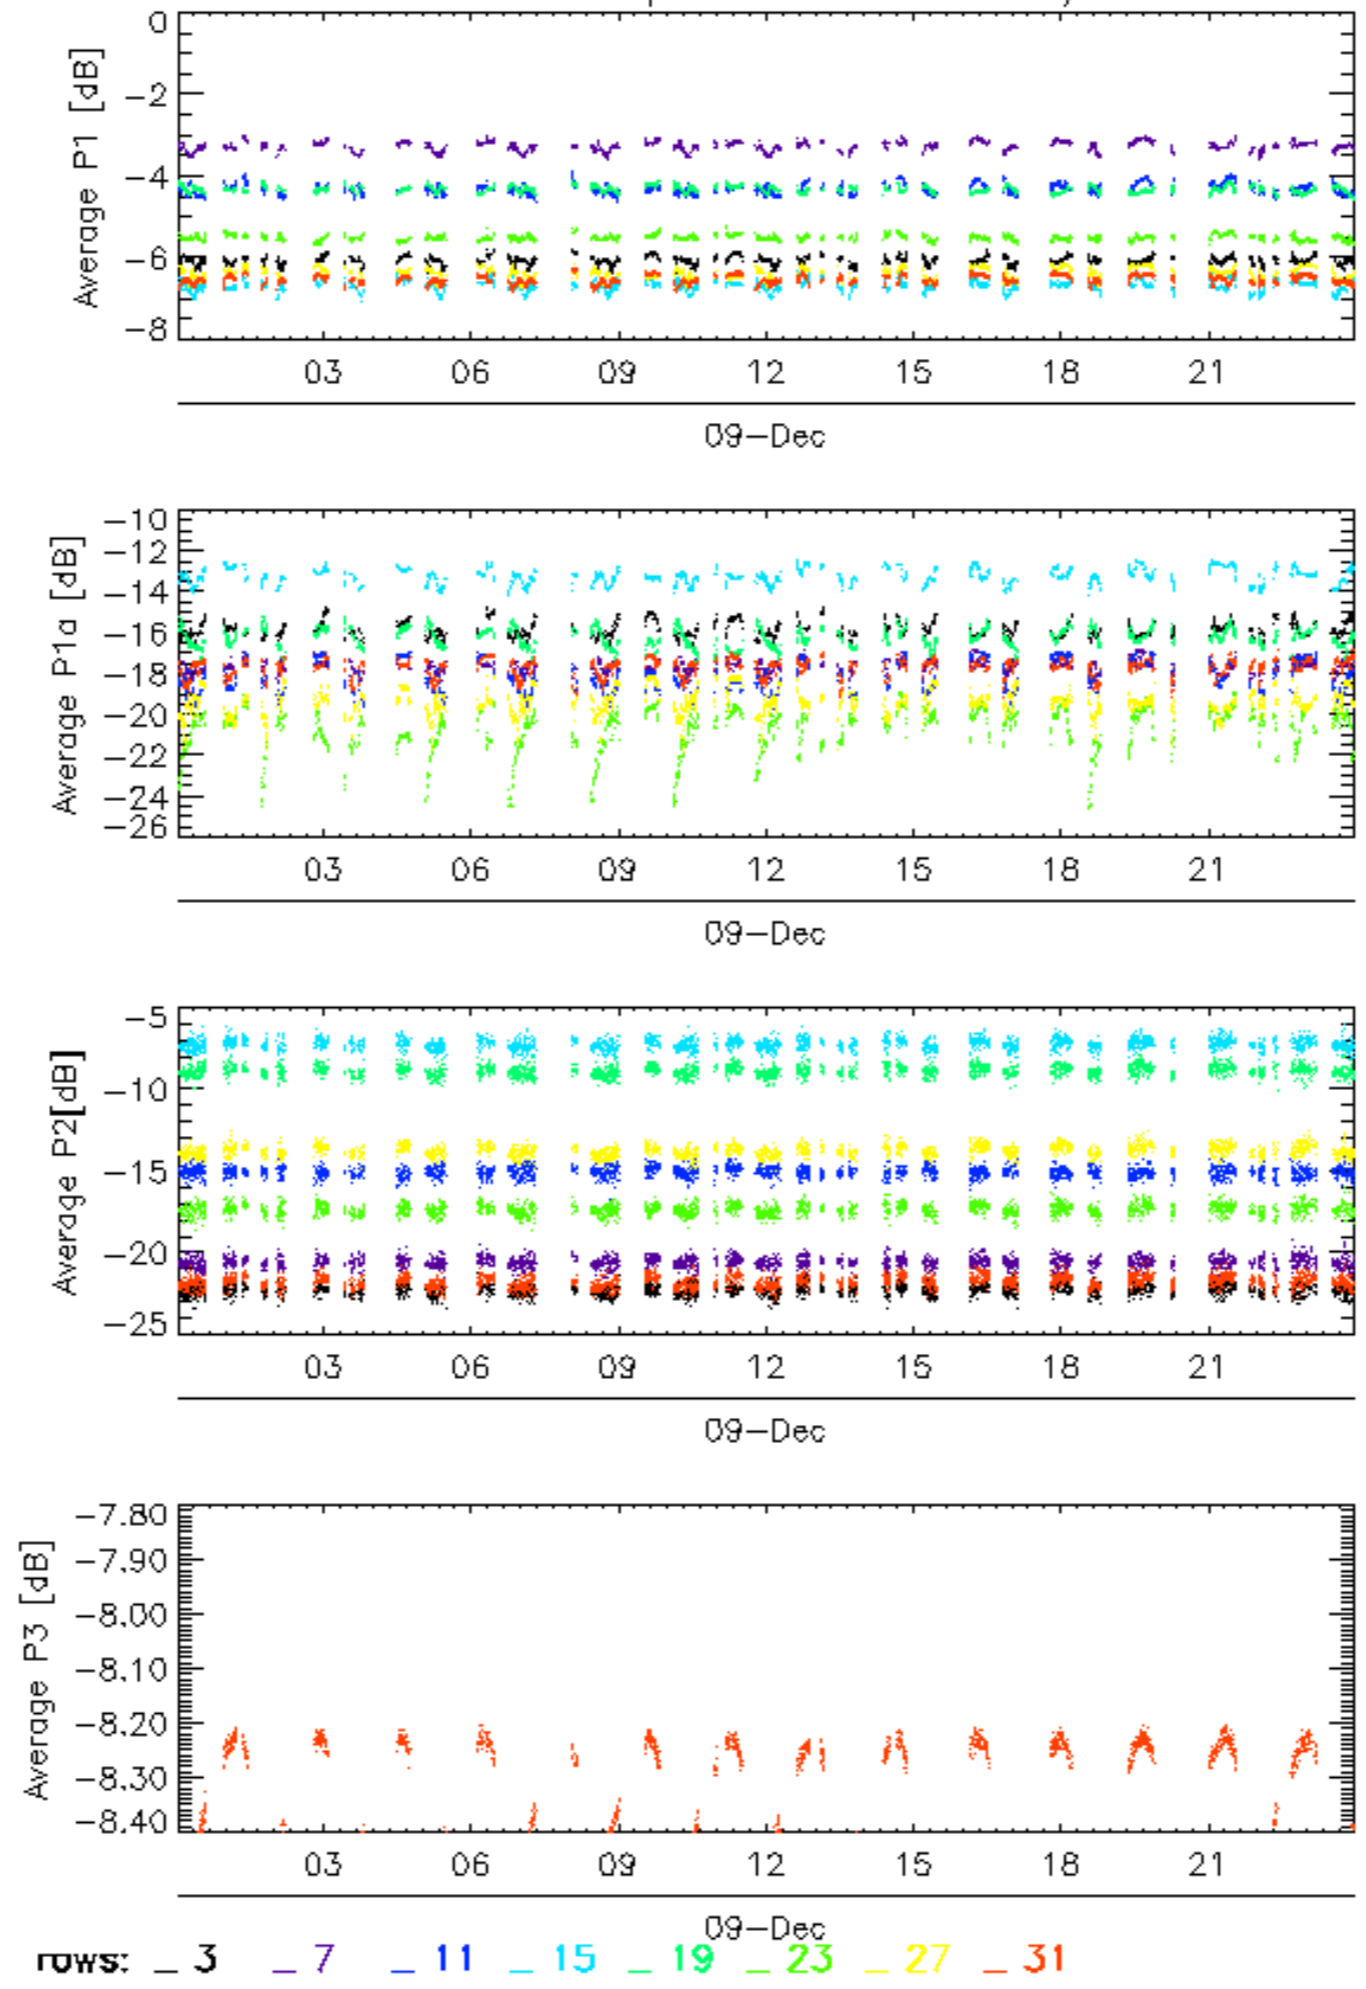 0
-2
-4
-6
-8
Average P1 [dB]
03 06 09 12 15 18 21
09-Dec
-10
-12
-14
-16
-18
-20
-22
-24
-26
Average P1a [dB]
03 06 09 12 15 18 21
09-Dec
-5
-10
-15
-20
-25
Average P2[dB]
03 06 09 12 15 18 21
09-Dec
-7.80
-7.90
-8.00
-8.10
-8.20
-8.30
-8.40
Average P3 [dB]
03 06 09 12 15 18 21
09-Dec
rows: _ 3 _ 7 _ 11 _ 15 _ 19 _ 23 _ 27 _ 31